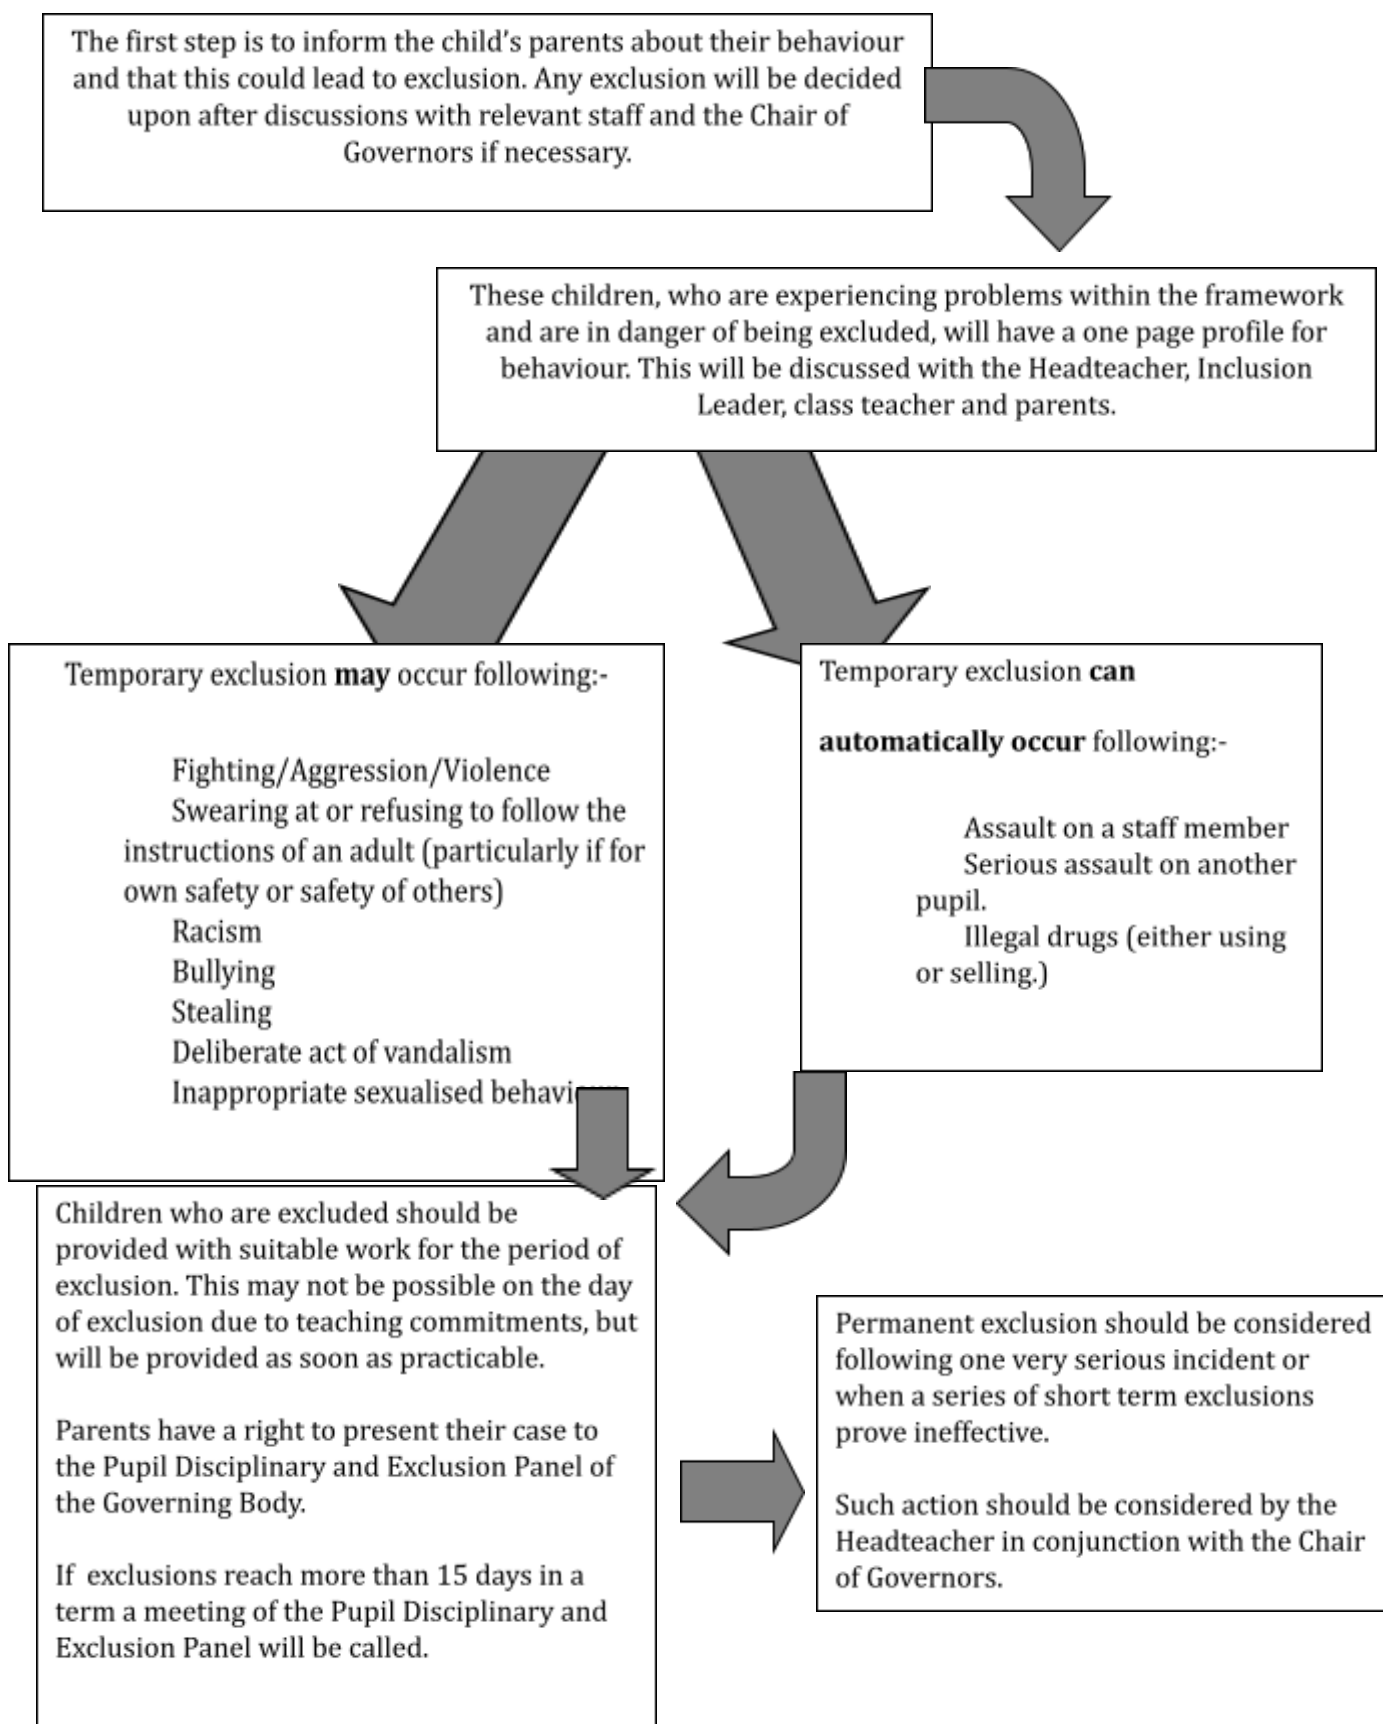 The first step is to inform the child's parents about their behaviour
and that this could lead to exclusion. Any exclusion will be decided
upon after discussions with relevant staff and the Chair of
Governors if necessary.
These children, who are experiencing problems within the framework
and are in danger of being excluded, will have a one page profile for
behaviour. This will be discussed with the Headteacher, Inclusion
Leader, class teacher and parents.
Temporary exclusion may occur following:-
Fighting/Aggression/Violence
Swearing at or refusing to follow the
instructions of an adult (particularly if for
own safety or safety of others)
Racism
Bullying
Stealing
Deliberate act of vandalism
Inappropriate sexualised
Temporary exclusion can
automatically occur following:-
Assault on a staff member
Serious assault on another
pupil.
Illegal drugs (either using
or selling.)
Children who are excluded should be
provided with suitable work for the period of
exclusion. This may not be possible on the day
of exclusion due to teaching commitments, but
will be provided as soon as practicable.
Parents have a right to present their case to
the Pupil Disciplinary and Exclusion Panel of
the Governing Body.
If exclusions reach more than 15 days in a
term a meeting of the Pupil Disciplinary and
Exclusion Panel will be called.
Permanent exclusion should be considered
following one very serious incident or
when a series of short term exclusions
prove ineffective.
Such action should be considered by the
Headteacher in conjunction with the Chair
of Governors.